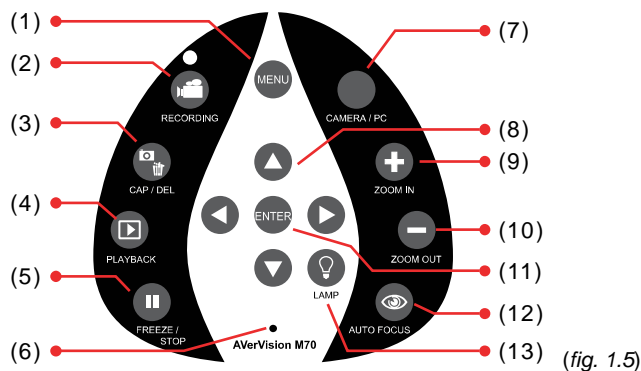 (1)
(2)
RECORDING
(3)
CAP / DEL
(4)
PLAYBACK
(5)
FREEZE /
STOP
(6)
MENU
ENTER
LAMP
AVerVision M70
(7)
CAMERA / PC
(8)
(9)
ZOOM IN
(10)
ZOOM OUT
(11)
(12)
AUTO FOCUS
(13)
(fig. 1.5)